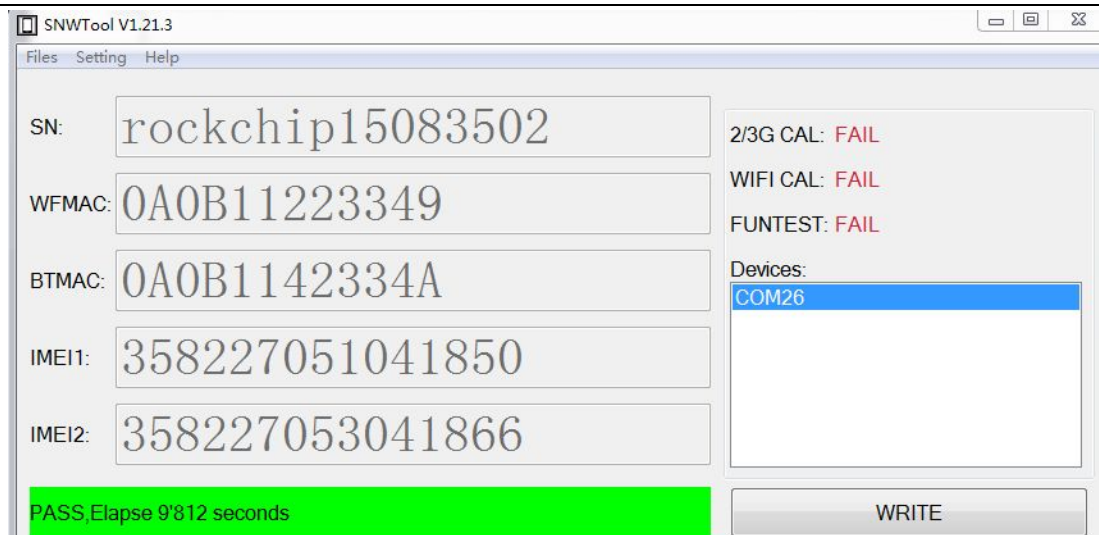 SNWTool V1.21.3
Files Setting Help
SN: rockchip15083502
WFMAC: 0A0B11223349
BTMAC: 0A0B1142334A
IMEI1: 358227051041850
IMEI2: 358227053041866
PASS,Elapse 9'812 seconds
2/3G CAL: FAIL
WIFI CAL: FAIL
FUNTEST: FAIL
Devices:
COM26
WRITE